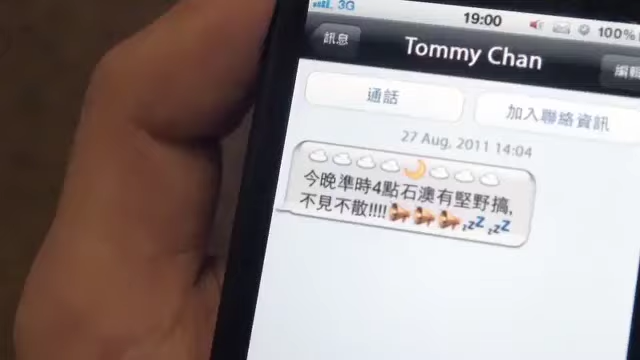 3G 19:00 100%
訊息 Tommy Chan 編輯
通話 加入聯絡資訊
27 Aug, 2011 14:04
今晚準時4點石澳有堅野搞,
不見不散!!!! zzZ zzZ